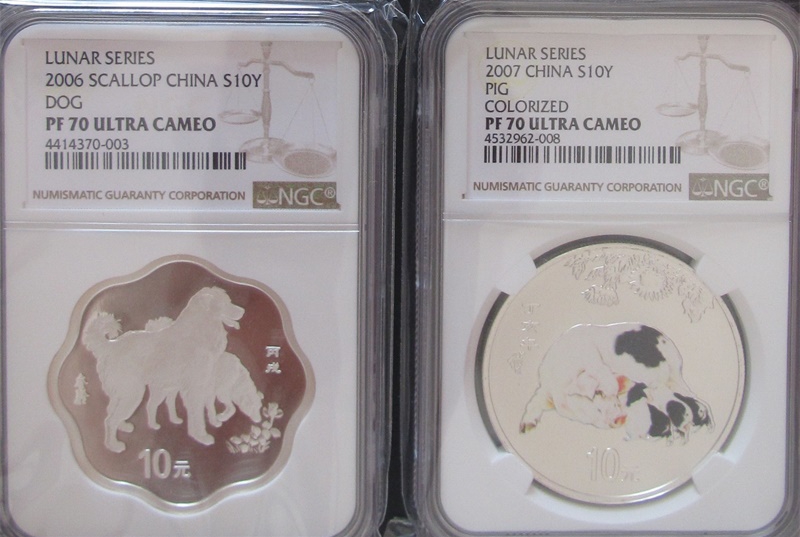 LUNAR SERIES
2006 SCALLOP CHINA S10Y
DOG
PF 70 ULTRA CAMEO
4414370-003
NUMISMATIC GUARANTY CORPORATION NGC®
丙戌
10元
LUNAR SERIES
2007 CHINA S10Y
PIG
COLORIZED
PF 70 ULTRA CAMEO
4532962-008
NUMISMATIC GUARANTY CORPORATION NGC®
10元